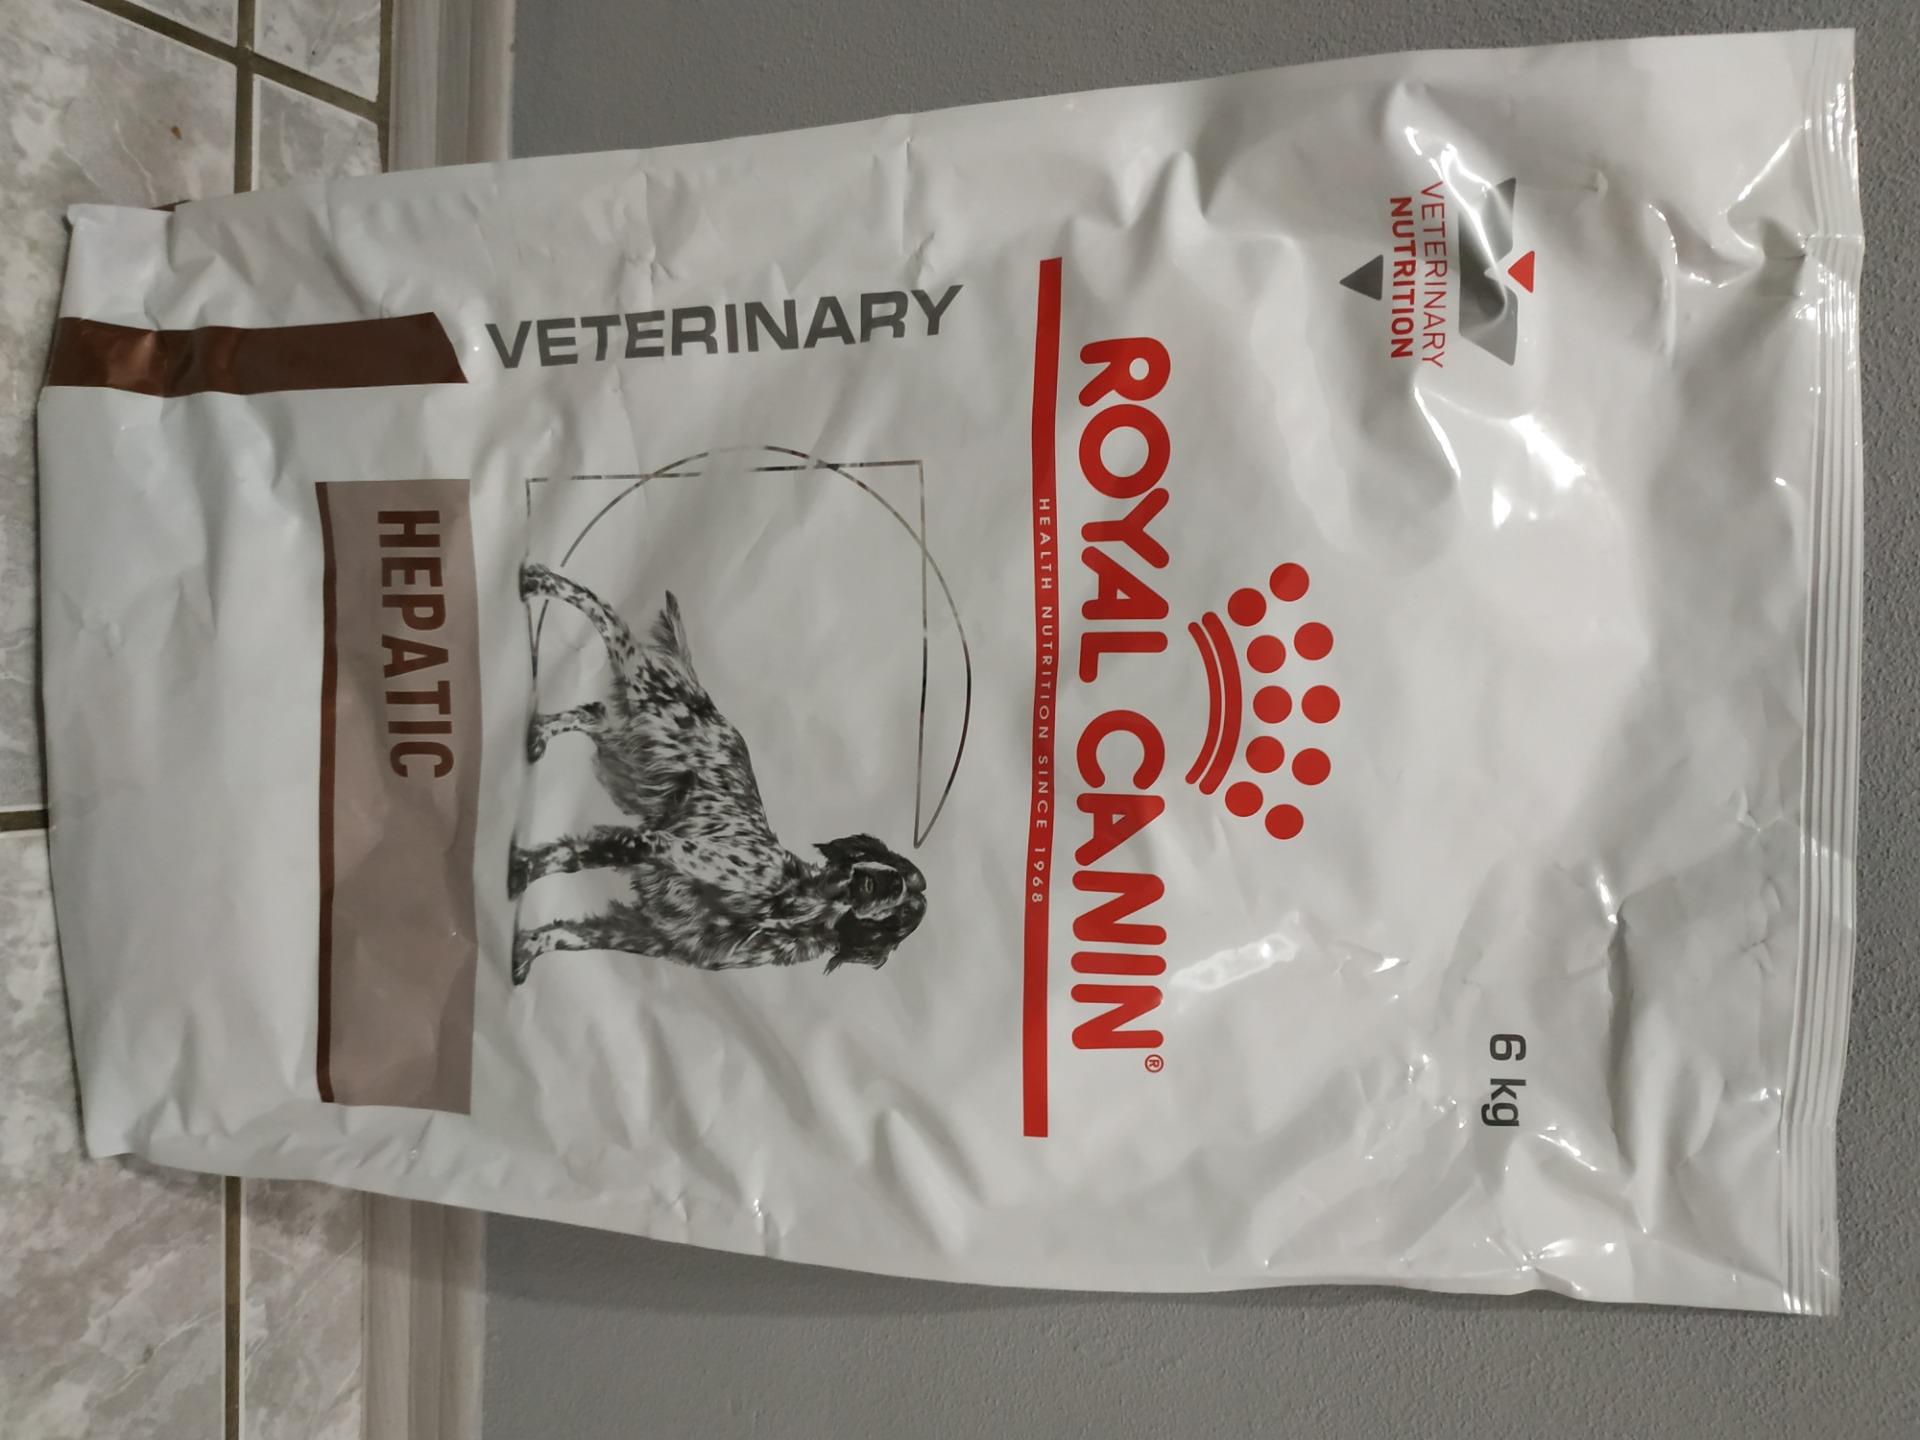 VETERINARY
NUTRITION
6 kg
ROYAL CANIN®
HEALTH NUTRITION SINCE 1968
VETERINARY
HEPATIC